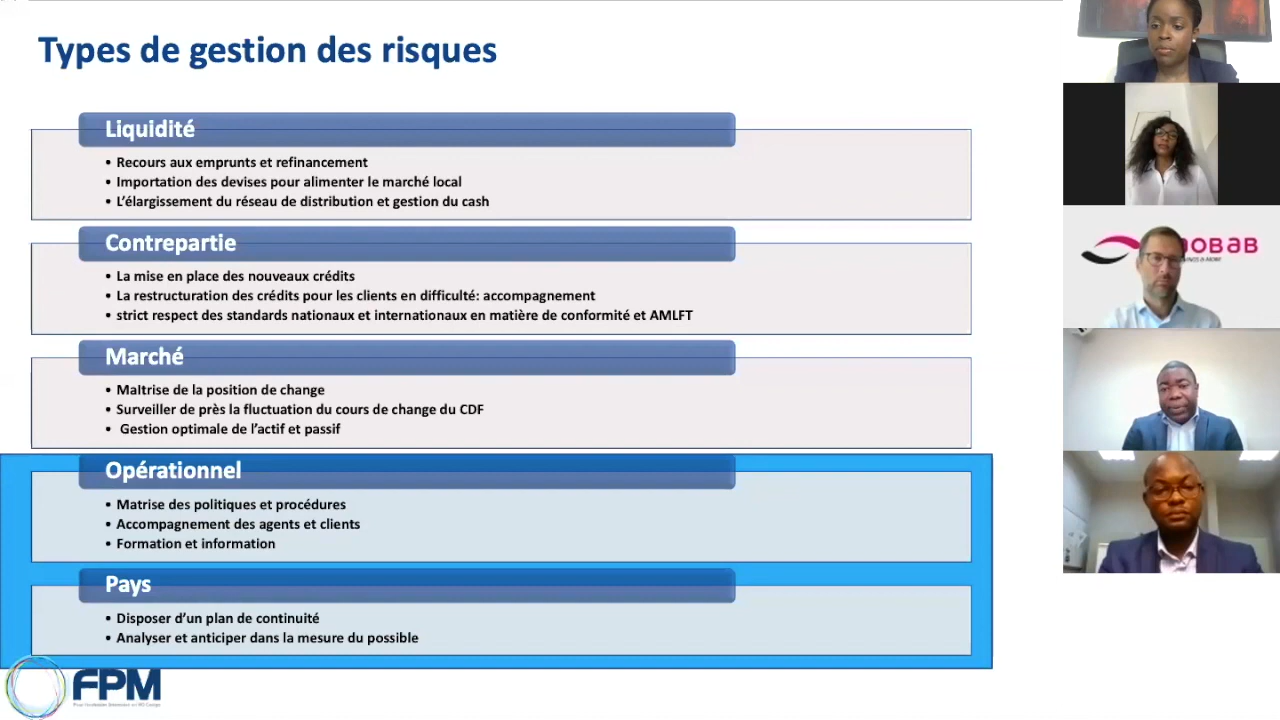 Types de gestion des risques
Liquidité
• Recours aux emprunts et refinancement
• Importation des devises pour alimenter le marché local
• L'élargissement du réseau de distribution et gestion du cash
Contrepartie
• La mise en place des nouveaux crédits
• La restructuration des crédits pour les clients en difficulté: accompagnement
• strict respect des standards nationaux et internationaux en matière de conformité et AMLFT
Marché
• Maltrise de la position de change
• Surveiller de près la fluctuation du cours de change du CDF
• Gestion optimale de l'actif et passif
Opérationnel
• Matrise des politiques et procédures
• Accompagnement des agents et clients
• Formation et information
Pays
• Disposer d'un plan de continuité
• Analyser et anticiper dans la mesure du possible
FPM
OBAB